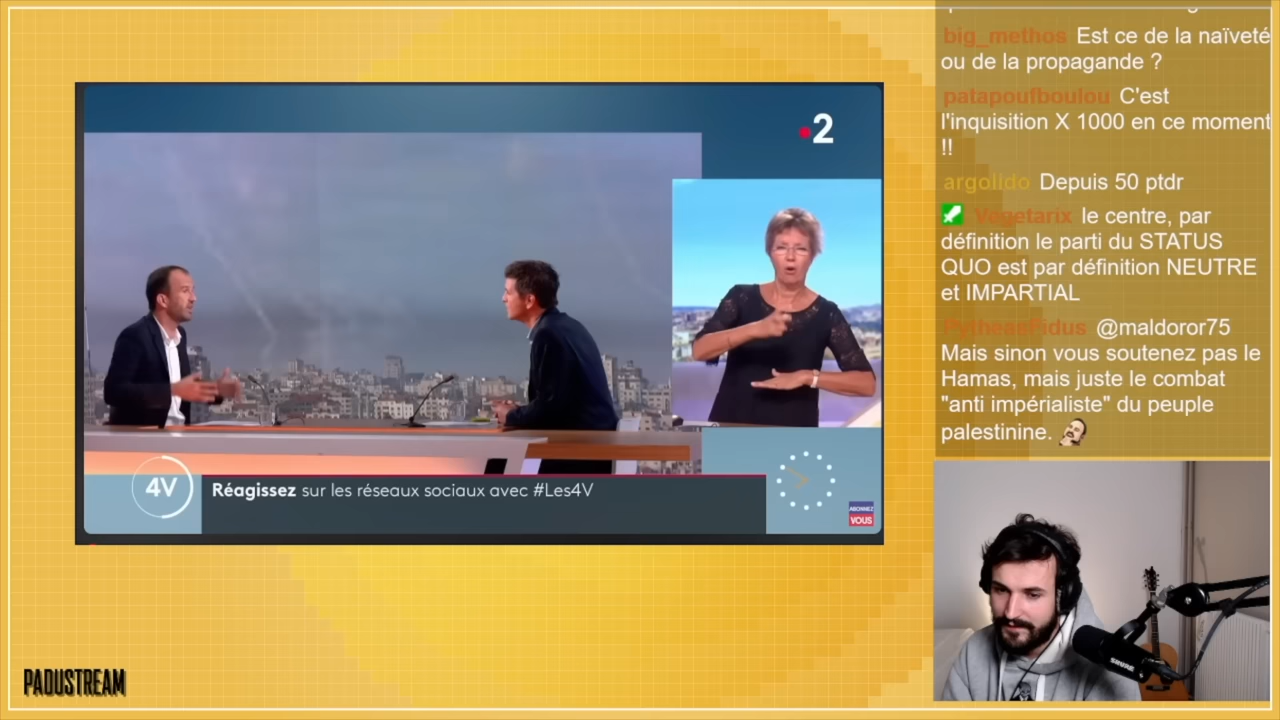 2
4V
Réagissez sur les réseaux sociaux avec #Les4V
ABONNEZ
VOUS
PADUSTREAM
big_methos Est ce de la naïveté
ou de la propagande ?
patapoufboulou C'est
l'inquisition X 1000 en ce moment
!!
argolldo Depuis 50 ptdr
Vegetarix le centre, par
définition le parti du STATUS
QUO est par définition NEUTRE
et IMPARTIAL
PytheasFidus @maldoror75
Mais sinon vous soutenez pas le
Hamas, mais juste le combat
"anti impérialiste" du peuple
palestinine.
SHURE